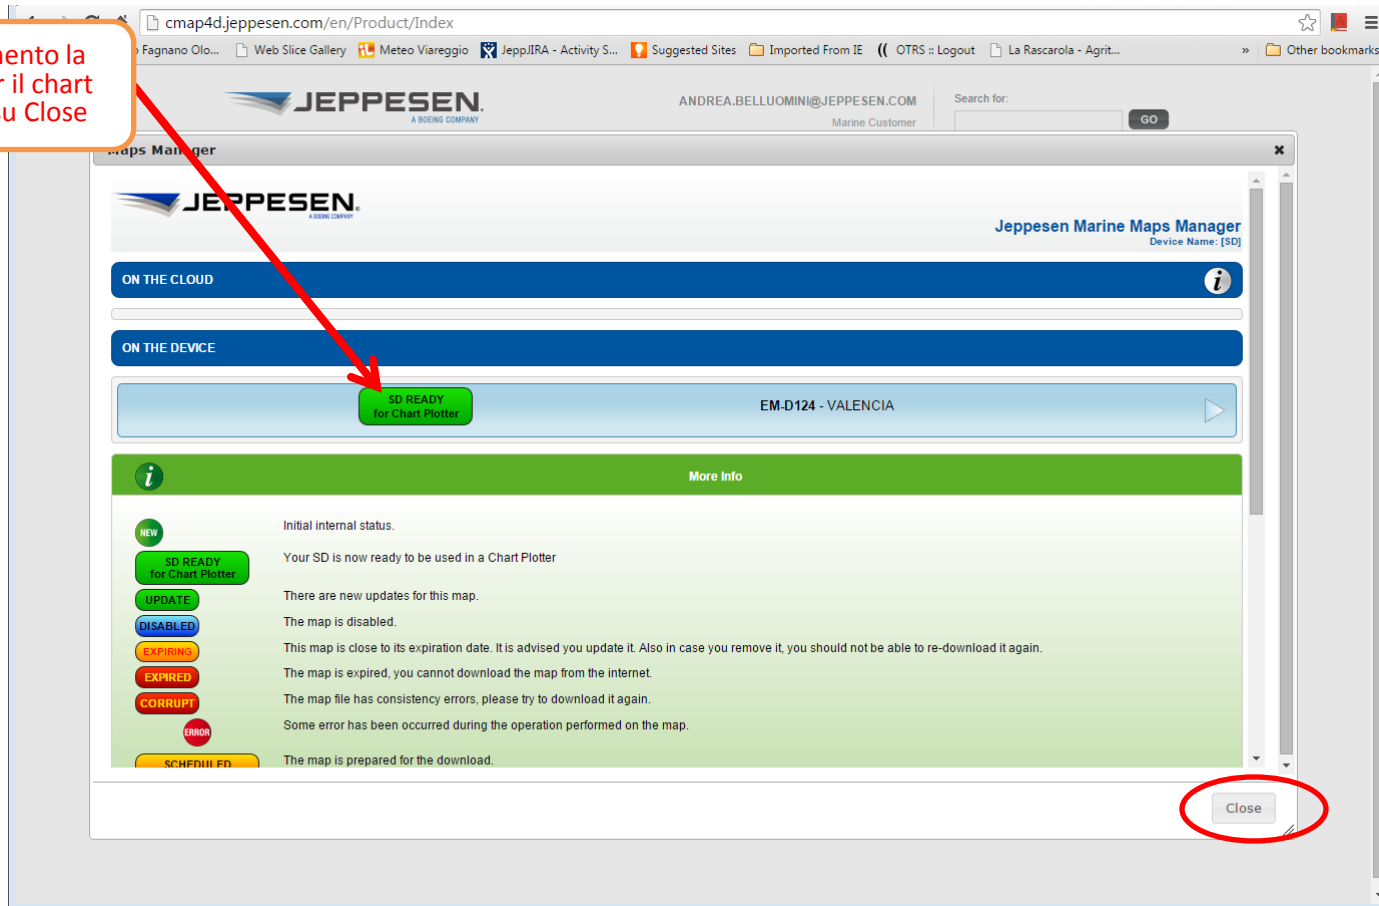 cmap4d.jeppesen.com/en/Product/Index
Fagnano Olo... Web Slice Gallery Meteo Viareggio JeppJIRA - Activity S... Suggested Sites Imported From IE OTRS :: Logout La Rascarola - Agrit... » Other bookmarks
ento la
il chart
su Close
JEPPESEN.
A BOEING COMPANY
ANDREA.BELLUOMINI@JEPPESEN.COM
Marine Customer
Search for:
GO
Maps Manager
JEPPESEN.
A BOEING COMPANY
Jeppesen Marine Maps Manager
Device Name: [SD]
ON THE CLOUD
ON THE DEVICE
SD READY
for Chart Plotter
EM-D124 - VALENCIA
More Info
NEW Initial internal status.
SD READY
for Chart Plotter
Your SD is now ready to be used in a Chart Plotter
UPDATE There are new updates for this map.
DISABLED The map is disabled.
EXPIRING This map is close to its expiration date. It is advised you update it. Also in case you remove it, you should not be able to re-download it again.
EXPIRED The map is expired, you cannot download the map from the internet.
CORRUPT The map file has consistency errors, please try to download it again.
ERROR Some error has been occurred during the operation performed on the map.
SCHEDULED The map is prepared for the download.
Close